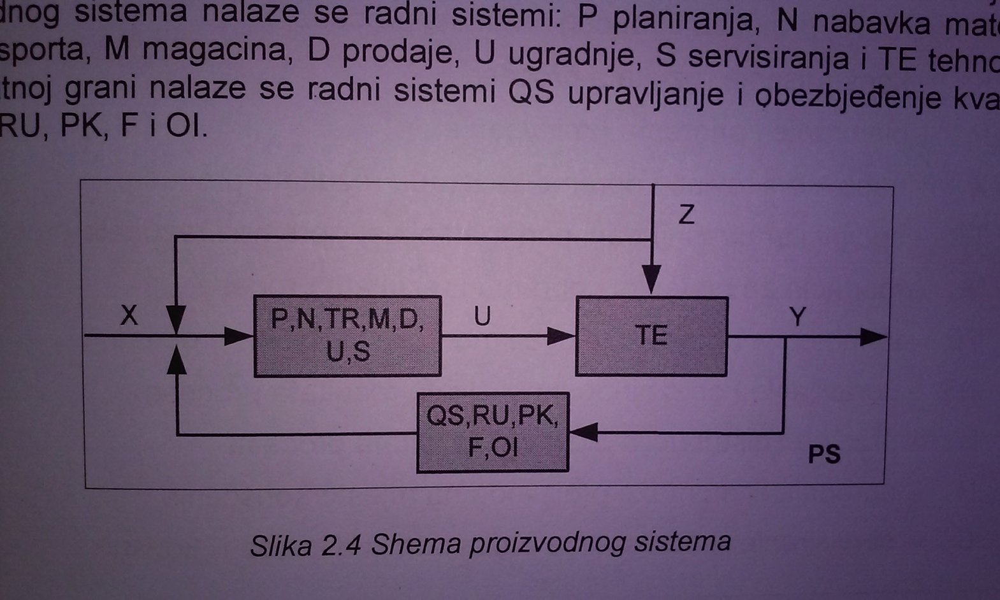 nog sistema nalaze se radni sistemi: P planiranja, N nabavka mat
sporta, M magacina, D prodaje, U ugradnje, S servisiranja i TE tehno
tnoj grani nalaze se radni sistemi QS upravljanje i obezbjeđenje kva
RU, PK, F i OI.
Z
X
P,N,TR,M,D,
U,S
U
TE
Y
QS,RU,PK,
F,OI
PS
Slika 2.4 Shema proizvodnog sistema